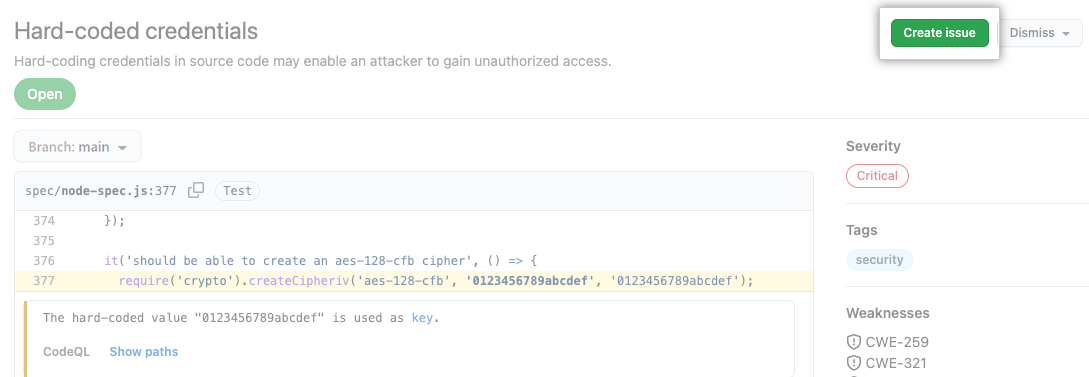 Hard-coded credentials
Create issue
Dismiss
Hard-coding credentials in source code may enable an attacker to gain unauthorized access.
Open
Branch: main
spec/node-spec.js:377 Test
374 });
375
376 it('should be able to create an aes-128-cfb cipher', () => {
377 require('crypto').createCipheriv('aes-128-cfb', '0123456789abcdef', '0123456789abcdef');
The hard-coded value "0123456789abcdef" is used as key.
CodeQL Show paths
Severity
Critical
Tags
security
Weaknesses
CWE-259
CWE-321